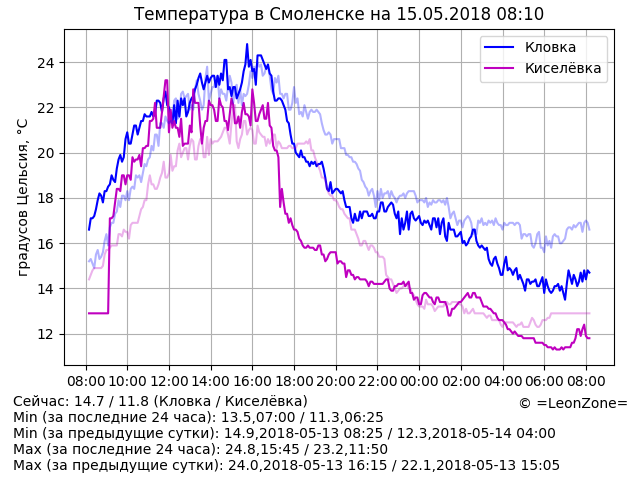 Температура в Смоленске на 15.05.2018 08:10
Кловка
Киселёвка
градусов Цельсия, °C
24
22
20
18
16
14
12
08:00 10:00 12:00 14:00 16:00 18:00 20:00 22:00 00:00 02:00 04:00 06:00 08:00
Сейчас: 14.7 / 11.8 (Кловка / Киселёвка)
© =LeonZone=
Min (за последние 24 часа): 13.5,07:00 / 11.3,06:25
Min (за предыдущие сутки): 14.9,2018-05-13 08:25 / 12.3,2018-05-14 04:00
Max (за последние 24 часа): 24.8,15:45 / 23.2,11:50
Max (за предыдущие сутки): 24.0,2018-05-13 16:15 / 22.1,2018-05-13 15:05